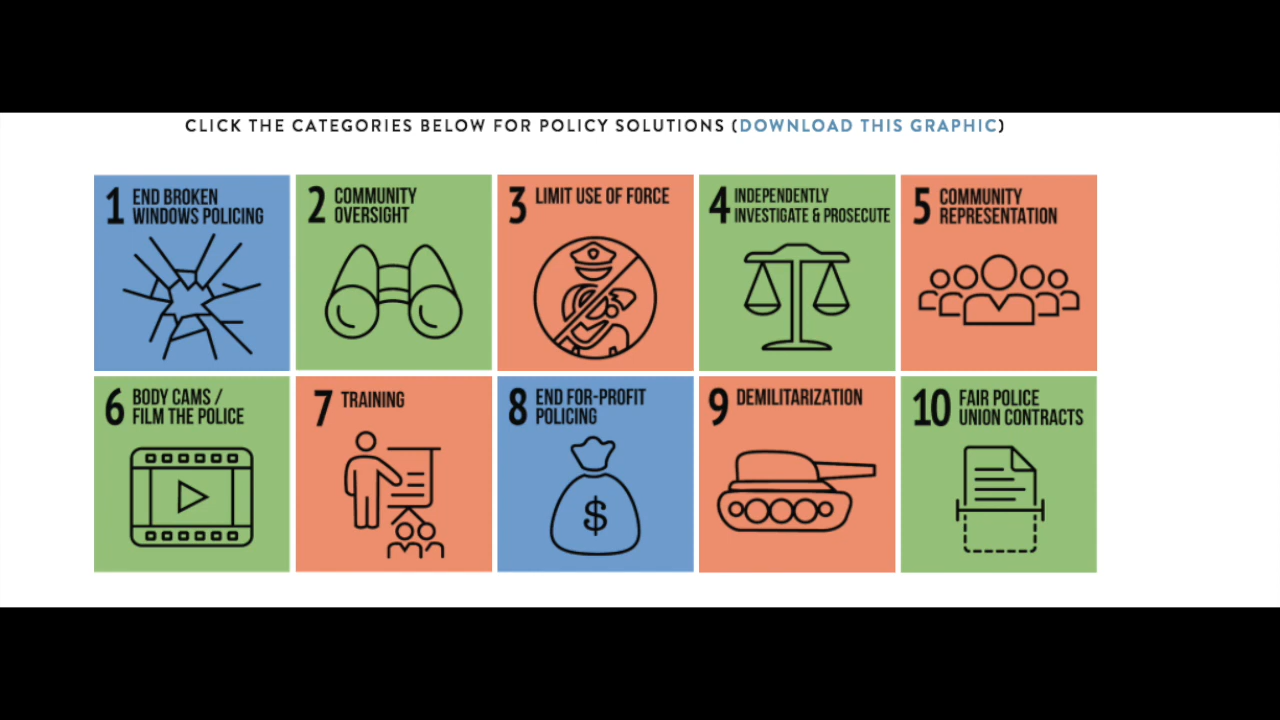 CLICK THE CATEGORIES BELOW FOR POLICY SOLUTIONS (DOWNLOAD THIS GRAPHIC)
1 END BROKEN
WINDOWS POLICING
2 COMMUNITY
OVERSIGHT
3 LIMIT USE OF FORCE
4 INDEPENDENTLY
INVESTIGATE & PROSECUTE
5 COMMUNITY
REPRESENTATION
6 BODY CAMS /
FILM THE POLICE
7 TRAINING
8 END FOR-PROFIT
POLICING
$
9 DEMILITARIZATION
10 FAIR POLICE
UNION CONTRACTS